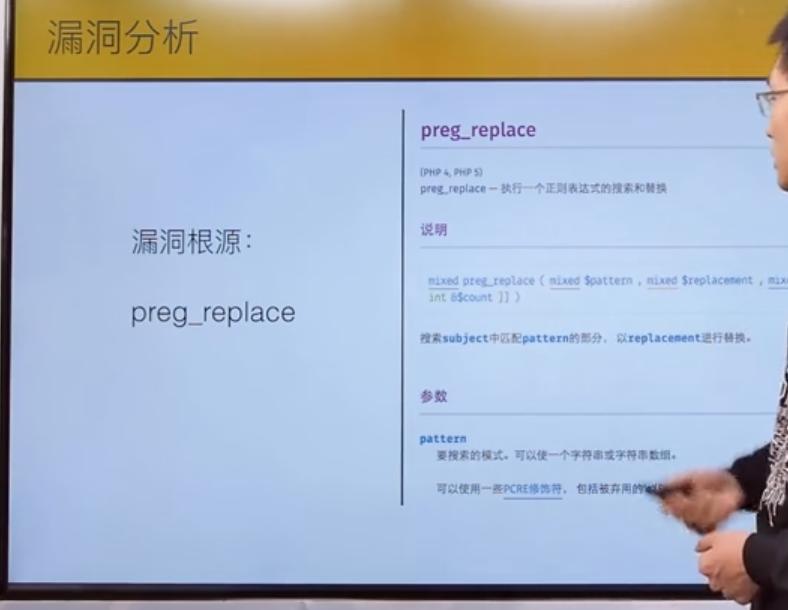 漏洞分析
漏洞根源：
preg_replace
preg_replace
(PHP 4, PHP 5)
preg_replace — 执行一个正则表达式的搜索和替换
说明
mixed preg_replace ( mixed $pattern , mixed $replacement ,
int &$count ]] )
搜索subject中匹配pattern的部分， 以replacement进行替换。
参数
pattern
要搜索的模式。可以使一个字符串或字符串数组。
可以使用一些PCRE修饰符， 包括被弃用的